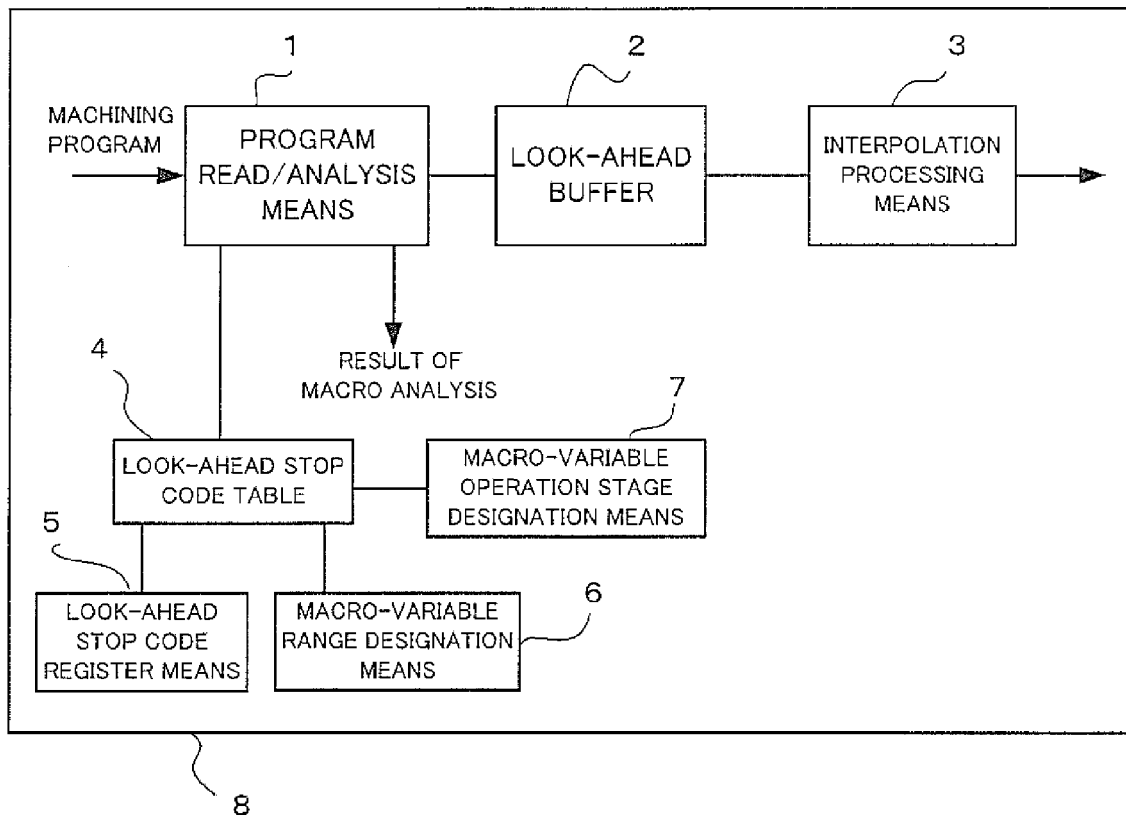 1
2
3
MACHINING
PROGRAM
PROGRAM
READ/ANALYSIS
MEANS
LOOK-AHEAD
BUFFER
INTERPOLATION
PROCESSING
MEANS
RESULT OF
MACRO ANALYSIS
4
7
LOOK-AHEAD STOP
CODE TABLE
MACRO-VARIABLE
OPERATION STAGE
DESIGNATION MEANS
5
6
LOOK-AHEAD
STOP CODE
REGISTER MEANS
MACRO-VARIABLE
RANGE DESIGNATION
MEANS
8